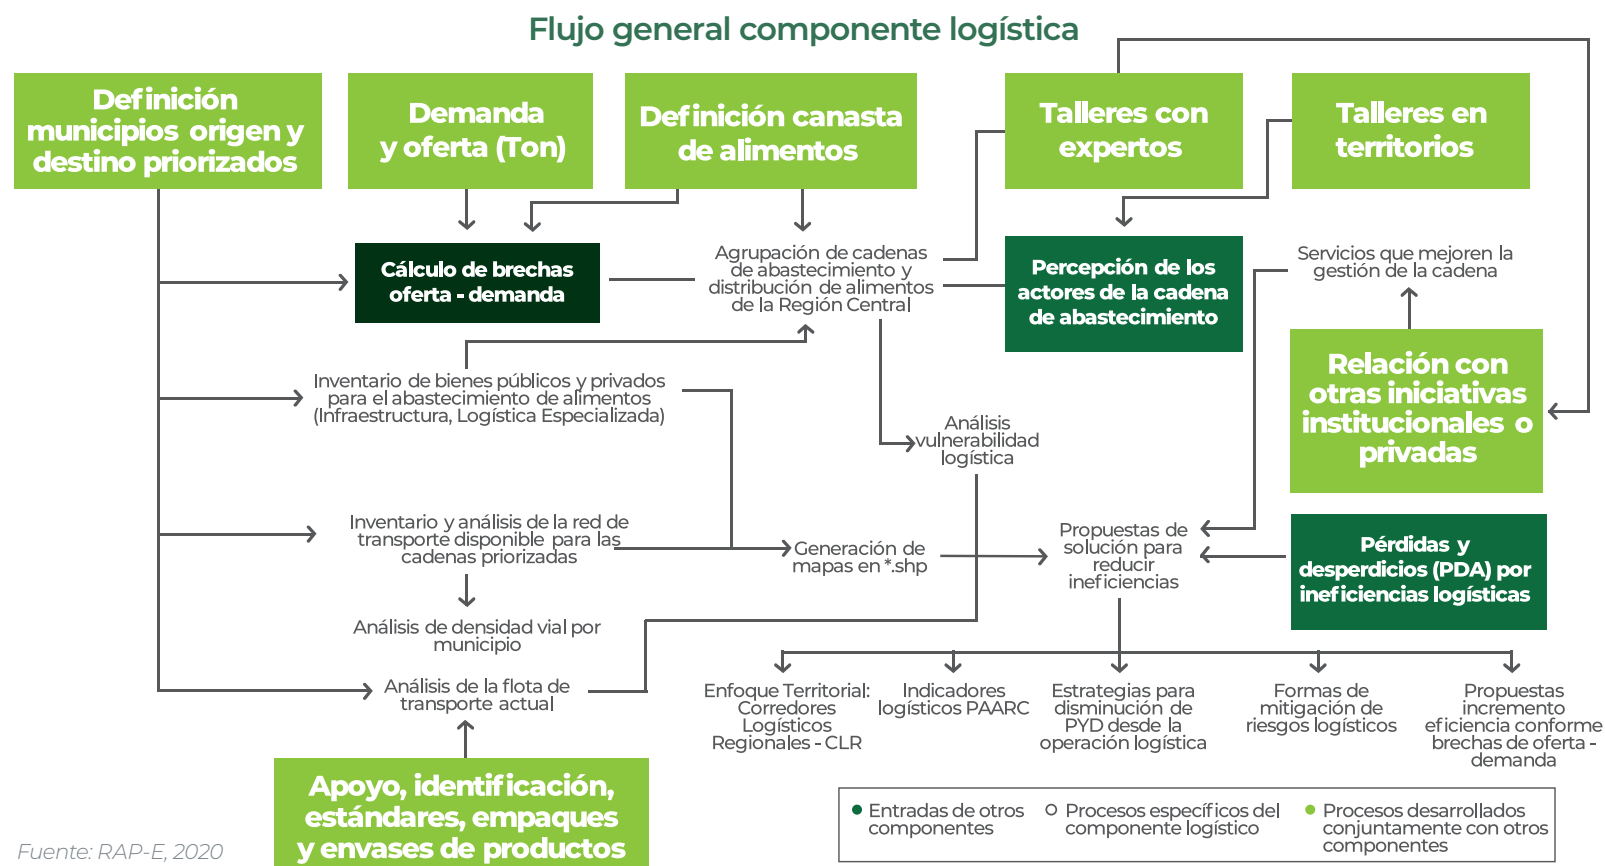 Flujo general componente logística
Definición
municipios origen y
destino priorizados
Demanda
y oferta (Ton)
Definición canasta
de alimentos
Talleres con
expertos
Talleres en
territorios
Cálculo de brechas
oferta - demanda
Agrupación de cadenas
de abastecimiento y
distribución de alimentos
de la Región Central
Percepción de los
actores de la cadena
de abastecimiento
Servicios que mejoren la
gestión de la cadena
Inventario de bienes públicos y privados
para el abastecimiento de alimentos
(Infraestructura, Logística Especializada)
Análisis
vulnerabilidad
logística
Relación con
otras iniciativas
institucionales o
privadas
Inventario y análisis de la red de
transporte disponible para las
cadenas priorizadas
Generación de
mapas en *.shp
Propuestas de
solución para
reducir
ineficiencias
Pérdidas y
desperdicios (PDA) por
ineficiencias logísticas
Análisis de densidad vial por
municipio
Análisis de la flota de
transporte actual
Enfoque Territorial:
Corredores
Logísticos
Regionales - CLR
Indicadores
logísticos PAARC
Estrategias para
disminución de
PYD desde la
operación logística
Formas de
mitigación de
riesgos logísticos
Propuestas
incremento
eficiencia conforme
brechas de oferta -
demanda
Apoyo, identificación,
estándares, empaques
y envases de productos
Entradas de otros
componentes
Procesos específicos del
componente logístico
Procesos desarrollados
conjuntamente con otros
componentes
Fuente: RAP-E, 2020